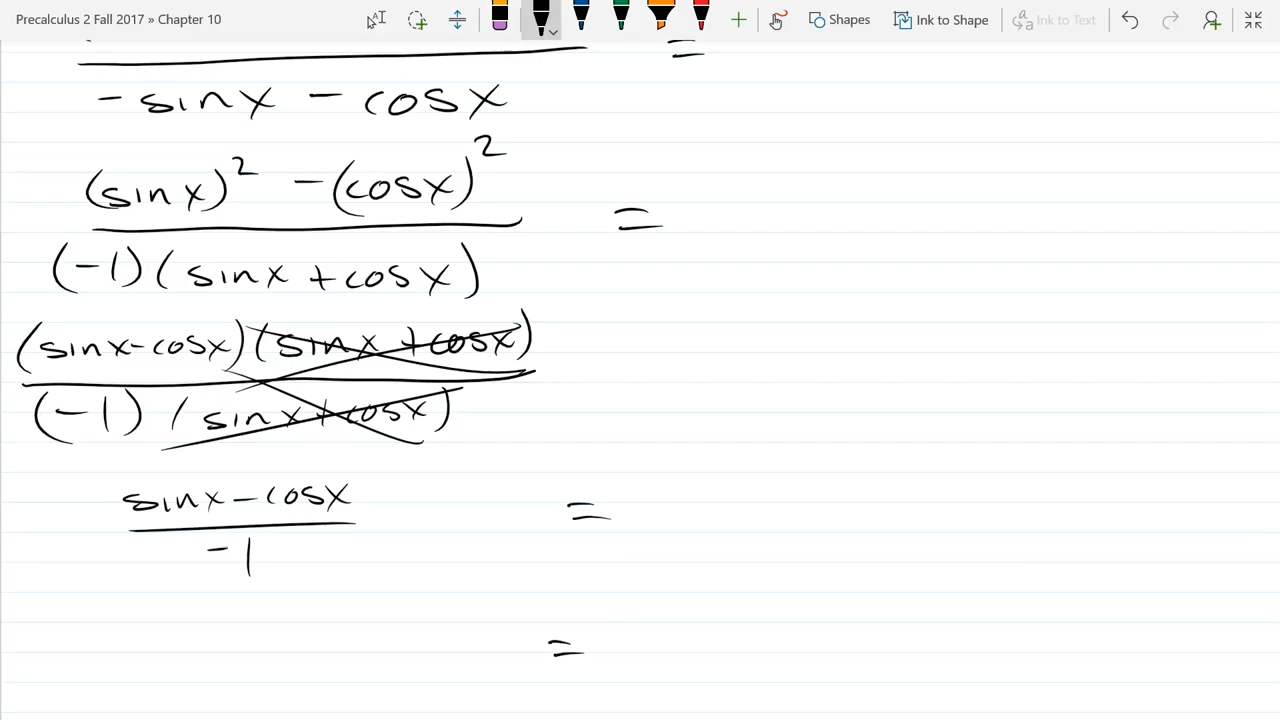 Precalculus 2 Fall 2017 » Chapter 10
Shapes
Ink to Shape
Ink to Text
=
- sinx - cosx
(sinx)² - (cosx)²
=
(-1)(sinx + cosx)
(sinx-cosx)(sinx + cosx)
(-1) (sinx+cosx)
sinx - cosx
=
-1
=